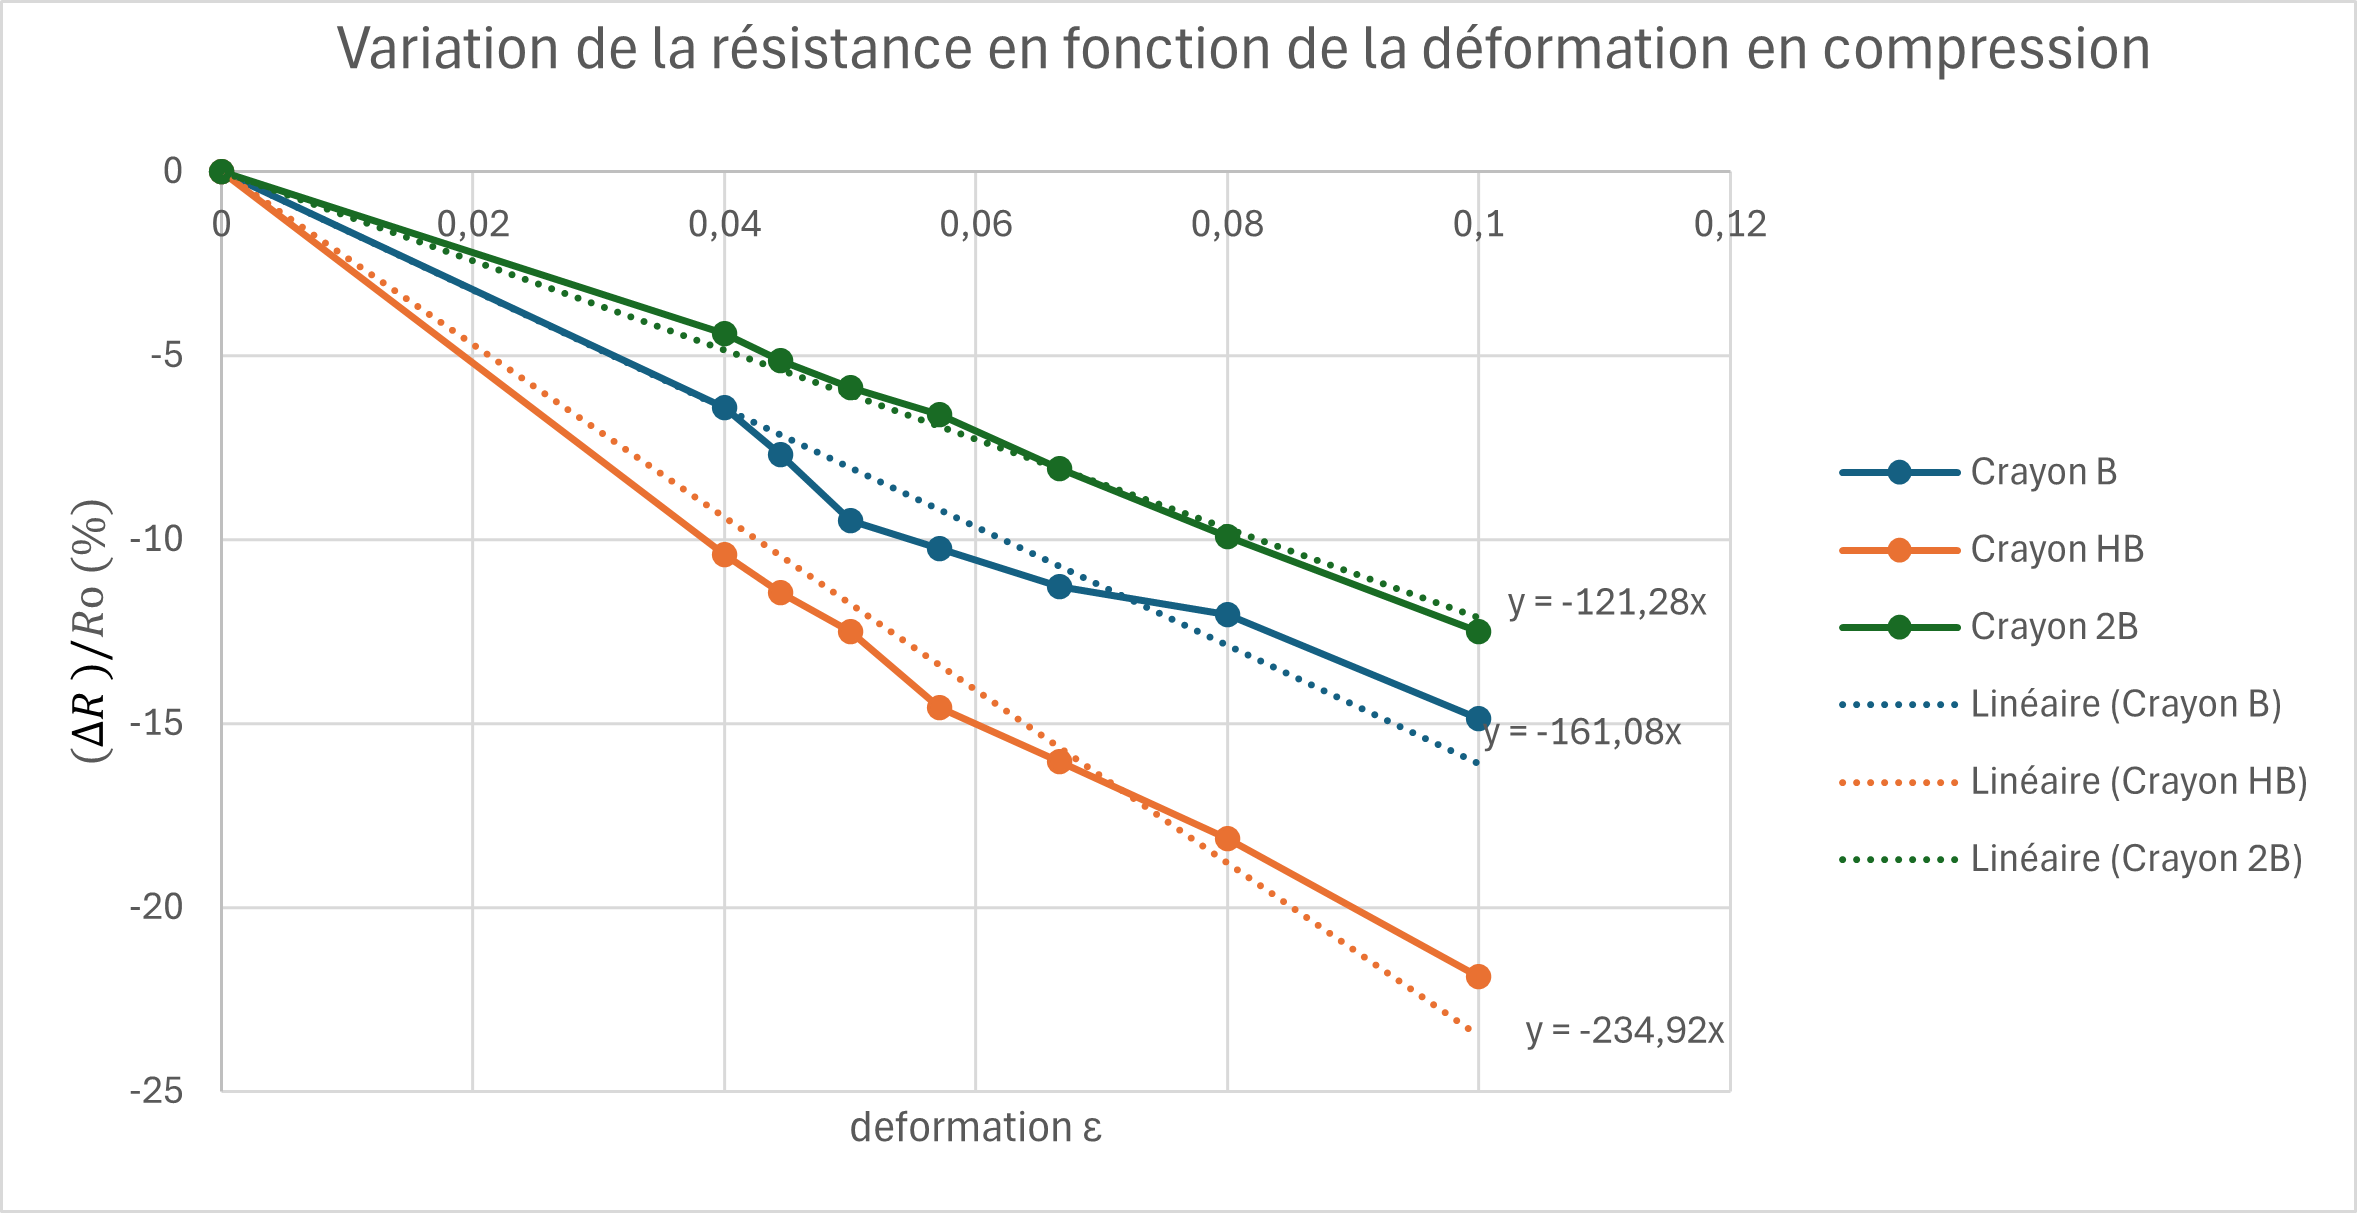 Variation de la résistance en fonction de la déformation en compression
0
0 0,02 0,04 0,06 0,08 0,1 0,12
-5
-10
-15
-20
-25
(ΔR )/Ro (%)
deformation ε
y = -121,28x
y = -161,08x
y = -234,92x
Crayon B
Crayon HB
Crayon 2B
Linéaire (Crayon B)
Linéaire (Crayon HB)
Linéaire (Crayon 2B)